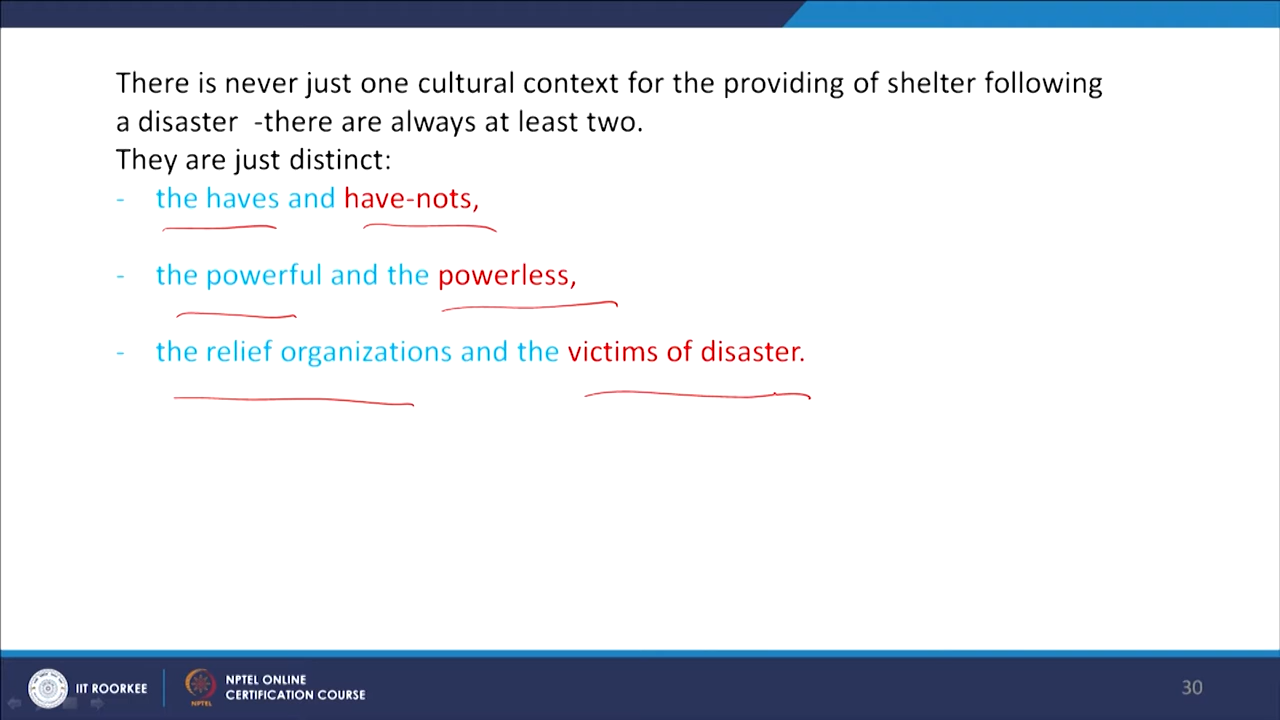 There is never just one cultural context for the providing of shelter following
a disaster -there are always at least two.
They are just distinct:
- the haves and have-nots,
- the powerful and the powerless,
- the relief organizations and the victims of disaster.
IIT ROORKEE
NPTEL ONLINE
CERTIFICATION COURSE
NPTEL
30